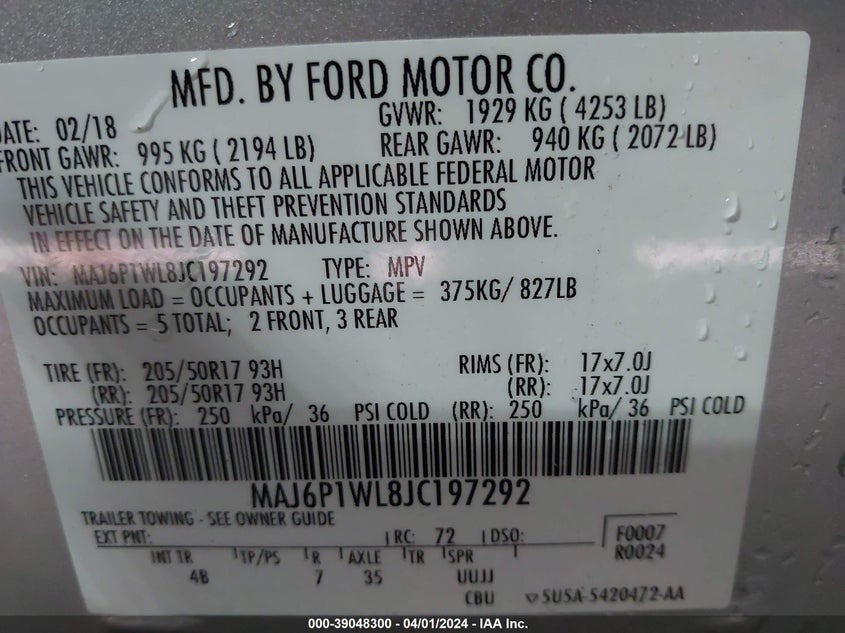 MFD. BY FORD MOTOR CO.
DATE: 02/18 GVWR: 1929 KG ( 4253 LB)
FRONT GAWR: 995 KG ( 2194 LB) REAR GAWR: 940 KG ( 2072 LB)
THIS VEHICLE CONFORMS TO ALL APPLICABLE FEDERAL MOTOR
VEHICLE SAFETY AND THEFT PREVENTION STANDARDS
IN EFFECT ON THE DATE OF MANUFACTURE SHOWN ABOVE.
VIN: MAJ6P1WL8JC197292 TYPE: MPV
MAXIMUM LOAD = OCCUPANTS + LUGGAGE = 375KG/ 827LB
OCCUPANTS = 5 TOTAL; 2 FRONT, 3 REAR
TIRE (FR): 205/50R17 93H RIMS (FR): 17x7.0J
(RR): 205/50R17 93H (RR): 17x7.0J
PRESSURE (FR): 250 kPa/ 36 PSI COLD (RR): 250 kPa/ 36 PSI COLD
MAJ6P1WL8JC197292
TRAILER TOWING - SEE OWNER GUIDE
EXT PNT: RC: 72 DSO: F0007
R0024
INT TR TP/PS R AXLE TR SPR
4B 7 35 UUJJ
CBU 5U5A-5420472-AA
000-39048300 - 04/01/2024 - IAA Inc.